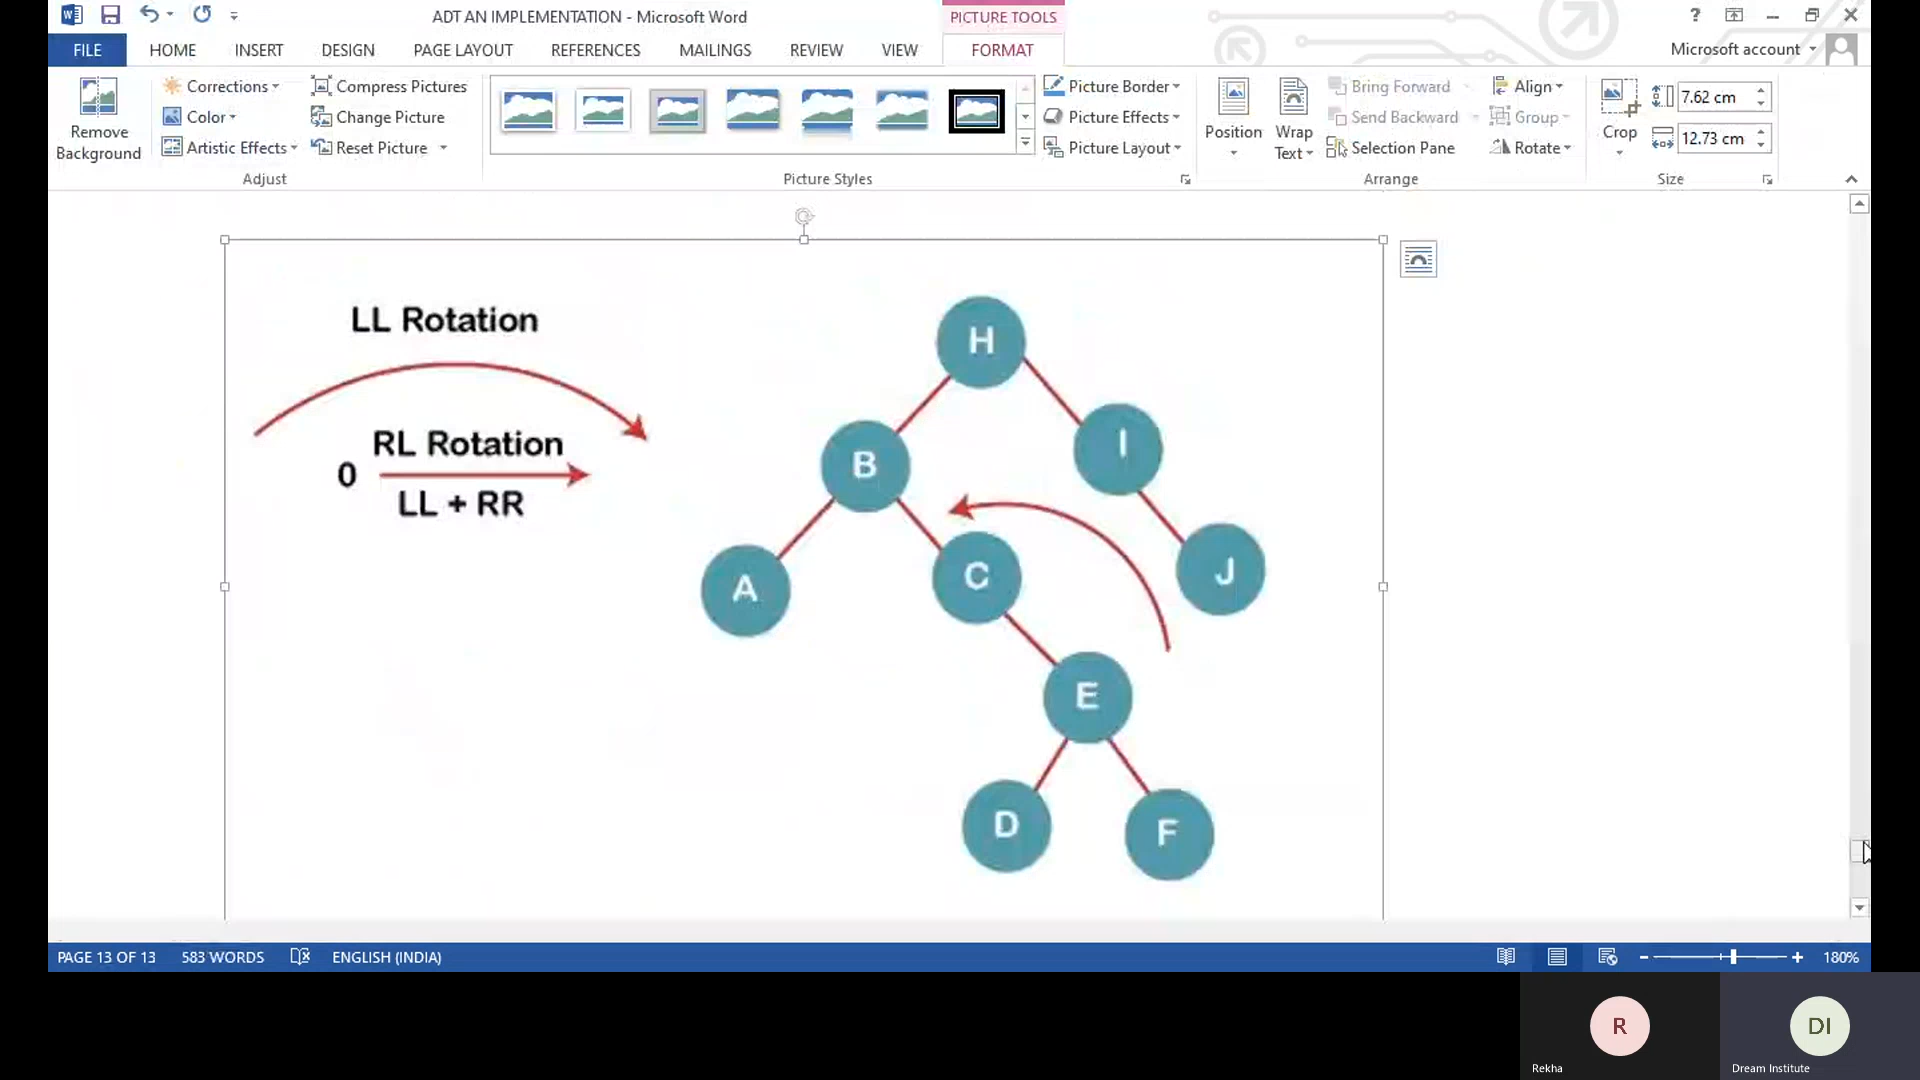 ADT AN IMPLEMENTATION - Microsoft Word
PICTURE TOOLS
?
FILE HOME INSERT DESIGN PAGE LAYOUT REFERENCES MAILINGS REVIEW VIEW FORMAT
Microsoft account
Remove Background
Corrections
Color
Artistic Effects
Compress Pictures
Change Picture
Reset Picture
Adjust
Picture Styles
Picture Border
Picture Effects
Picture Layout
Position
Wrap Text
Bring Forward
Send Backward
Selection Pane
Align
Group
Rotate
Arrange
Crop
7.62 cm
12.73 cm
Size
LL Rotation
0
RL Rotation
LL + RR
H
B
I
A
C
J
E
D
F
PAGE 13 OF 13 583 WORDS ENGLISH (INDIA) 180%
R
Rekha
DI
Dream Institute